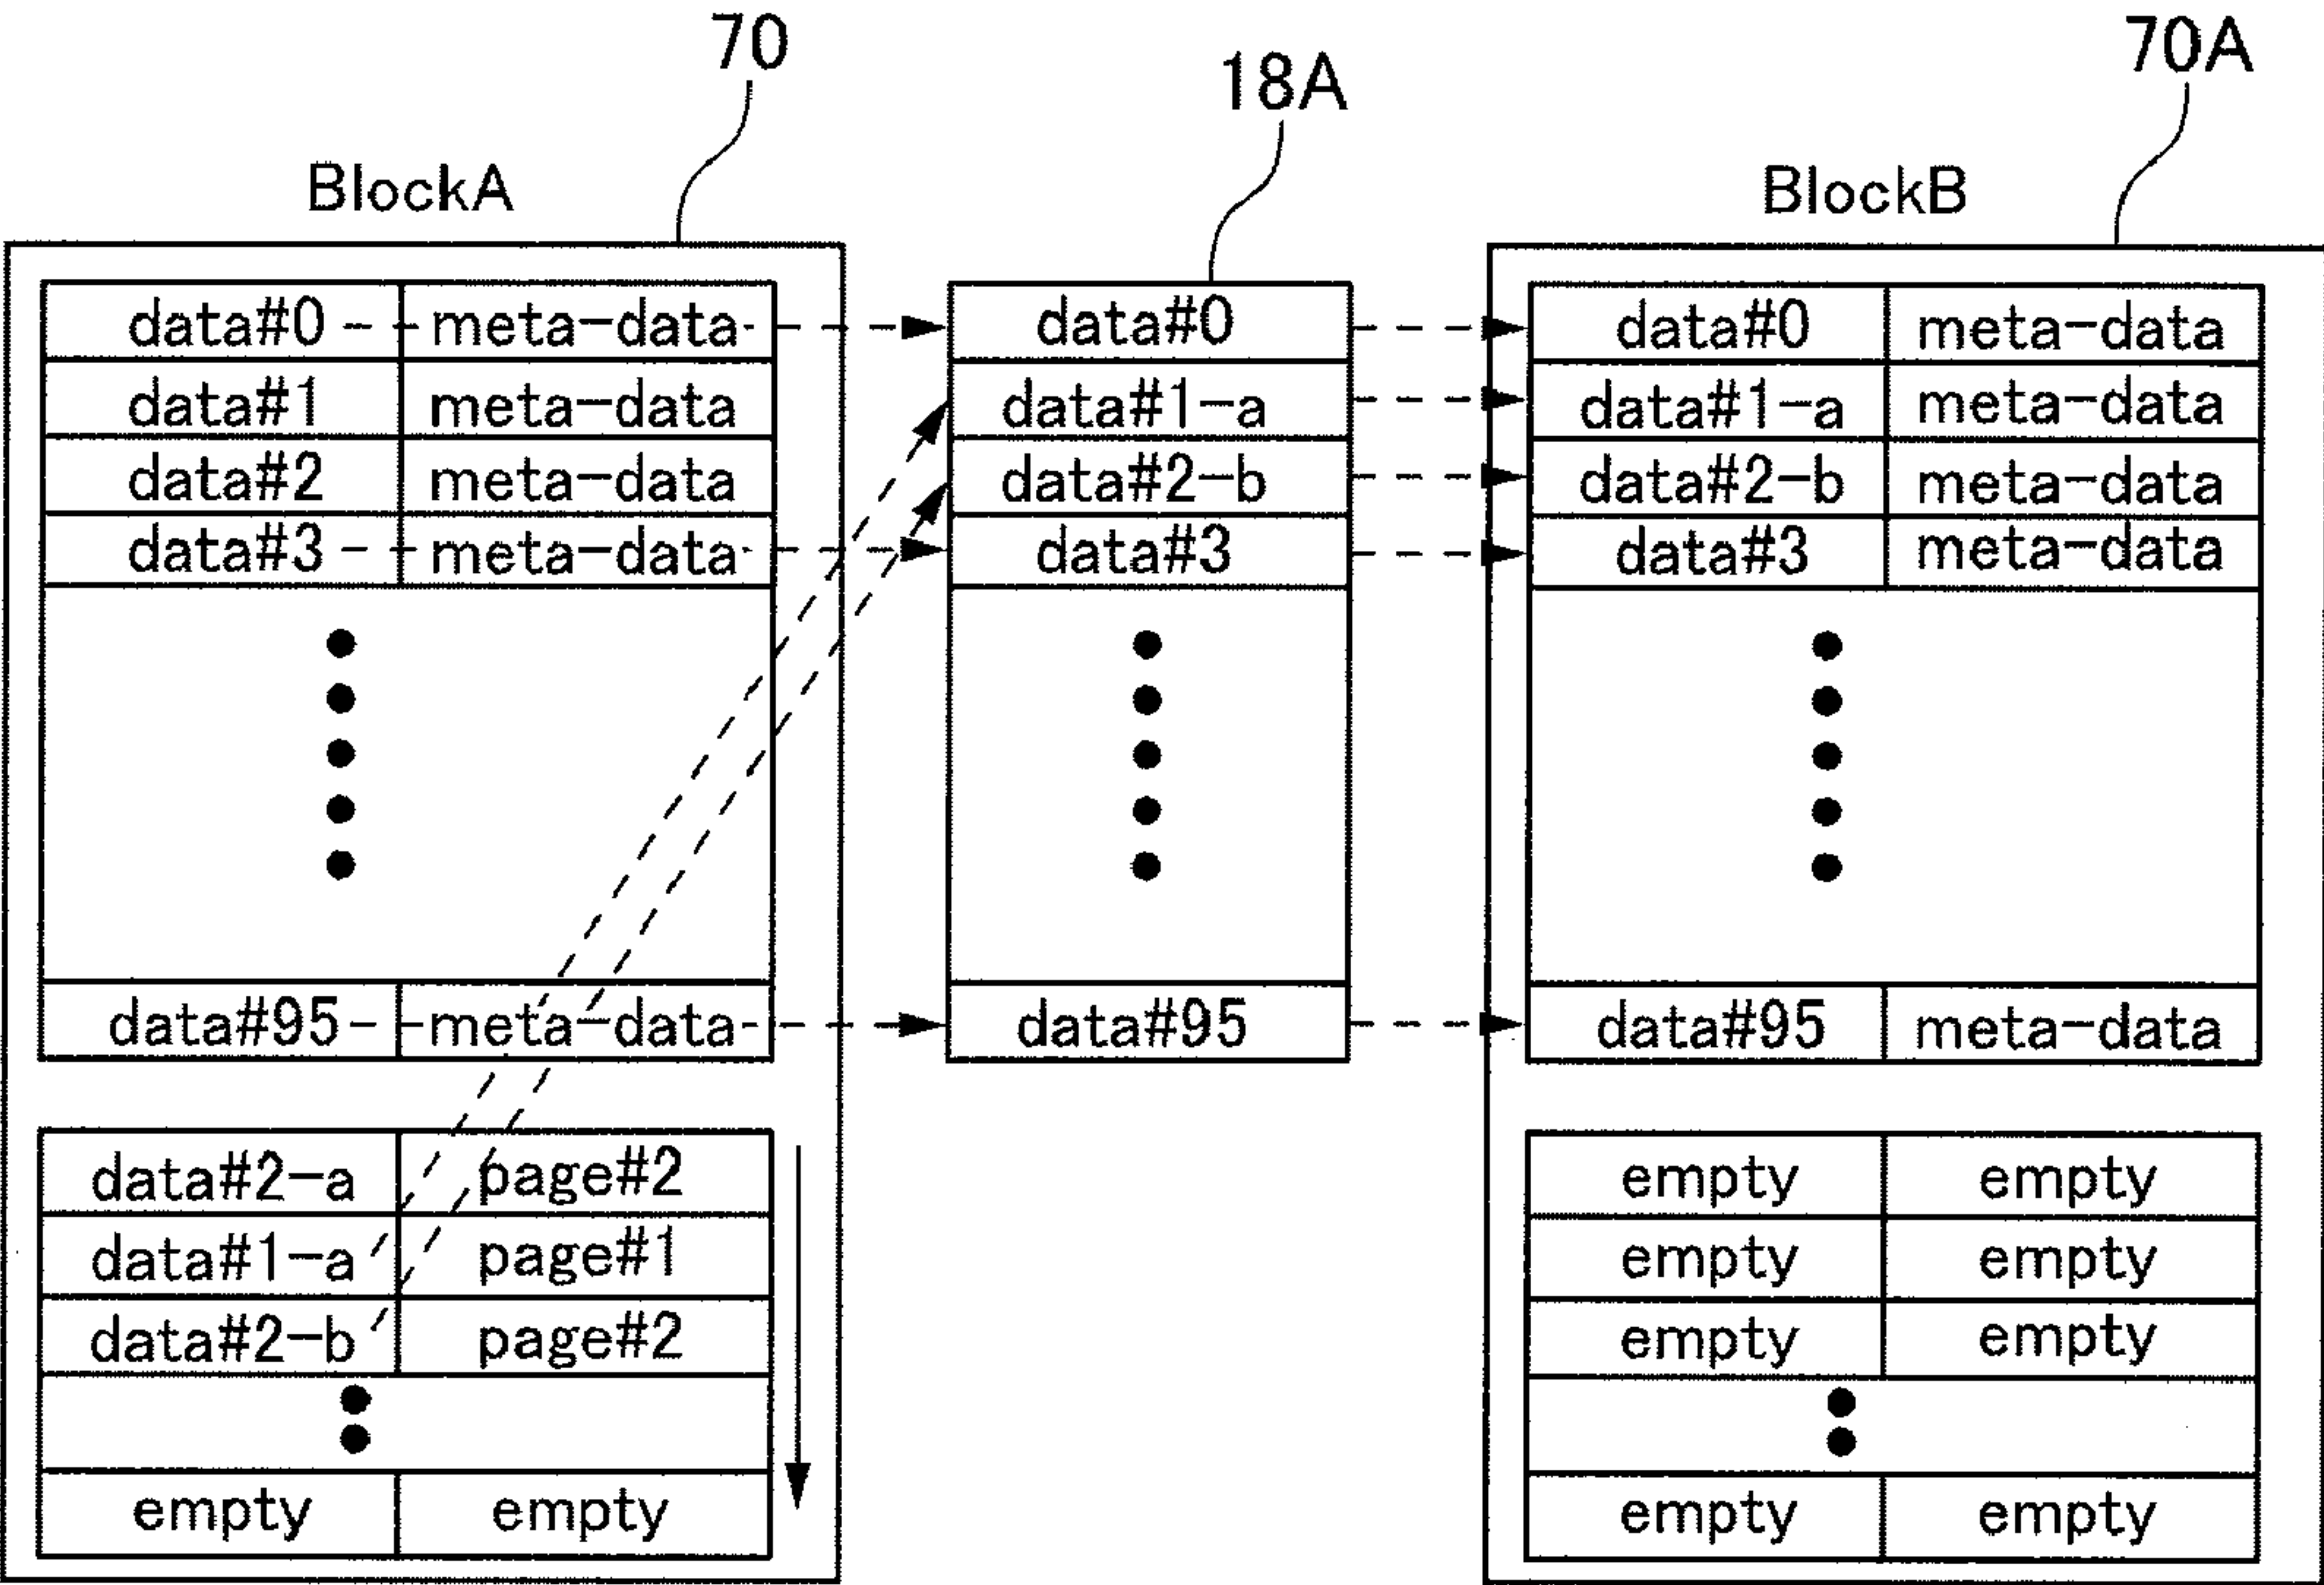 70
18A
70A
BlockA
BlockB
data#0 meta-data
data#1 meta-data
data#2 meta-data
data#3 meta-data
data#95 meta-data
data#2-a page#2
data#1-a page#1
data#2-b page#2
empty empty
data#0
data#1-a
data#2-b
data#3
data#95
data#0 meta-data
data#1-a meta-data
data#2-b meta-data
data#3 meta-data
data#95 meta-data
empty empty
empty empty
empty empty
empty empty